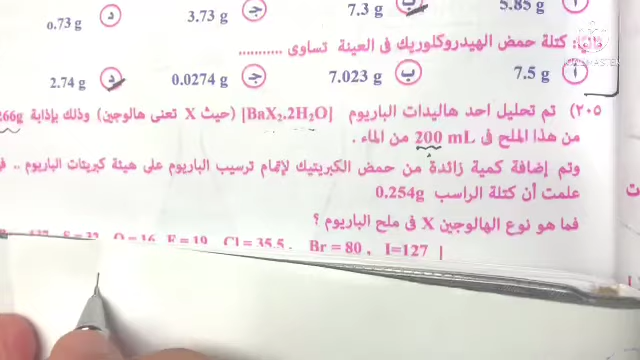 أ 5.85 g ب 7.3 g ج 3.73 g د 0.73 g
كتلة حمض الهيدروكلوريك فى العينة تساوى ...........
أ 7.5 g ب 7.023 g ج 0.0274 g د 2.74 g
٢٠٥) تم تحليل احد هاليدات الباريوم [BaX₂.2H₂O] (حيث X تعنى هالوجين) وذلك بإذابة 266g
من هذا الملح فى 200 mL من الماء .
وتم إضافة كمية زائدة من حمض الكبريتيك لإتمام ترسيب الباريوم على هيئة كبريتات الباريوم ..
علمت أن كتلة الراسب 0.254g
فما هو نوع الهالوجين X فى ملح الباريوم ؟
137 S = 32 O = 16 F = 19 Cl = 35.5 . Br = 80 , I=127 ]